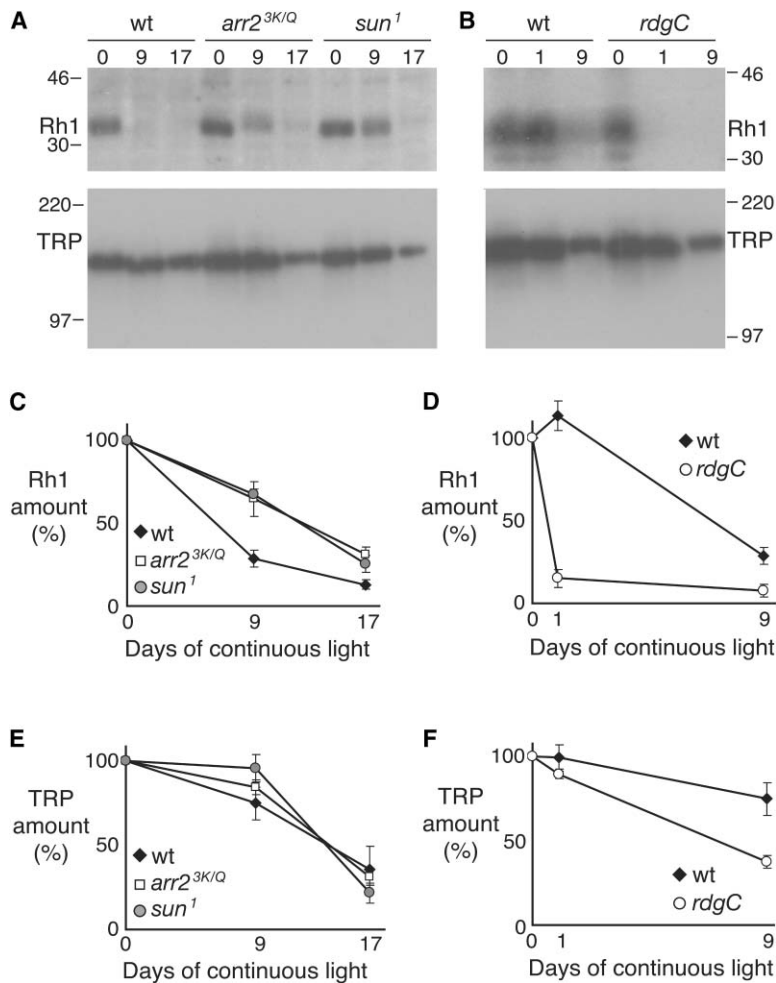 A wt arr2 3K/Q sun 1
0 9 17 0 9 17 0 9 17
46–
Rh1
30–
220–
TRP
97–
B wt rdgC
0 1 9 0 1 9
–46
Rh1
–30
–220
TRP
–97
C
100
Rh1
amount
(%)
50
0
wt
arr2 3K/Q
sun 1
0 9 17
Days of continuous light
D
100
Rh1
amount
(%)
50
0
wt
rdgC
0 1 9
Days of continuous light
E
100
TRP
amount
(%)
50
0
wt
arr2 3K/Q
sun 1
0 9 17
Days of continuous light
F
100
TRP
amount
(%)
50
0
wt
rdgC
0 1 9
Days of continuous light